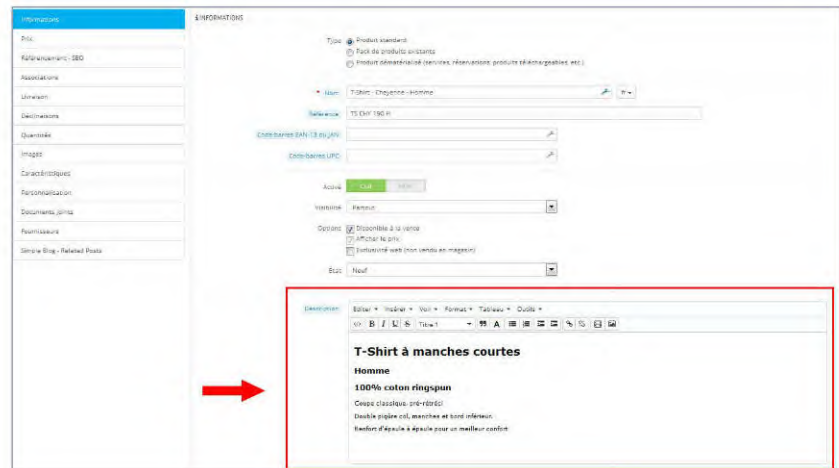 Informations
Prix
Référencement - SEO
Associations
Livraison
Déclinaisons
Quantités
Images
Caractéristiques
Personnalisation
Documents joints
Fournisseurs
Simple Blog - Related Posts
INFORMATIONS
Type Produit standard
Pack de produits existants
Produit dématérialisé (services, réservations, produits téléchargeables, etc.)
* Nom T-Shirt - Cheyenne - Homme fr
Référence TS CHY 190 H
Code-barres EAN-13 ou JAN
Code-barres UPC
Activé OUI NON
Visibilité Partout
Options Disponible à la vente
Afficher le prix
Exclusivité web (non vendu en magasin)
État Neuf
Description Editer Insérer Voir Format Tableau Outils
<> B I U S Titre 1 A
T-Shirt à manches courtes
Homme
100% coton ringspun
Coupe classique, pré-rétréci
Double piqûre col, manches et bord inférieur.
Renfort d'épaule à épaule pour un meilleur confort